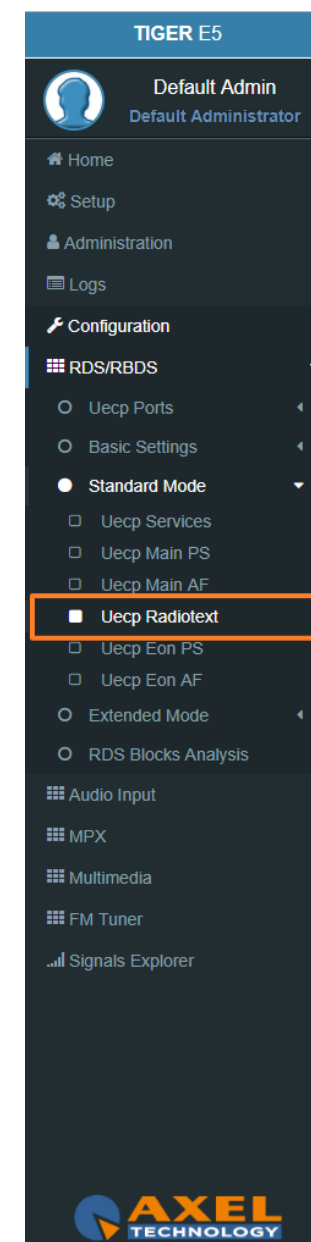 TIGER E5
Default Admin
Default Administrator
Home
Setup
Administration
Logs
Configuration
RDS/RBDS
Uecp Ports
Basic Settings
Standard Mode
Uecp Services
Uecp Main PS
Uecp Main AF
Uecp Radiotext
Uecp Eon PS
Uecp Eon AF
Extended Mode
RDS Blocks Analysis
Audio Input
MPX
Multimedia
FM Tuner
Signals Explorer
AXEL
TECHNOLOGY